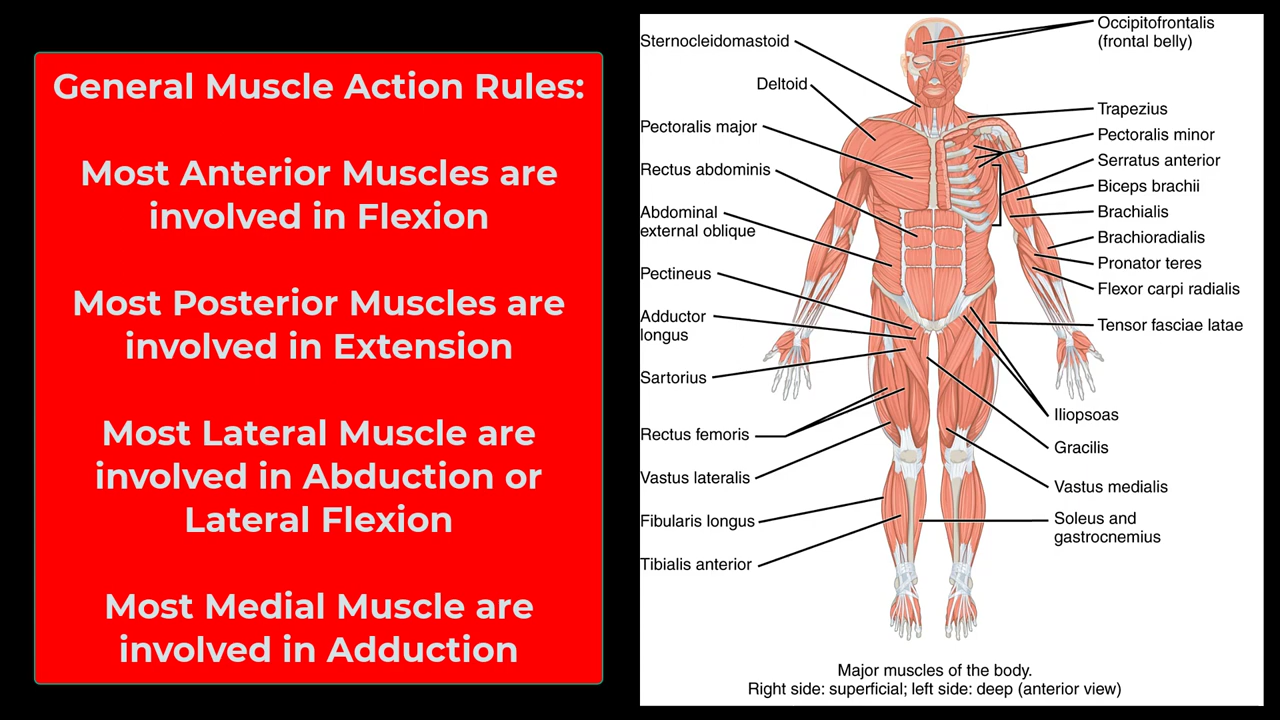 General Muscle Action Rules:
Most Anterior Muscles are
involved in Flexion
Most Posterior Muscles are
involved in Extension
Most Lateral Muscle are
involved in Abduction or
Lateral Flexion
Most Medial Muscle are
involved in Adduction
Sternocleidomastoid
Deltoid
Pectoralis major
Rectus abdominis
Abdominal
external oblique
Pectineus
Adductor
longus
Sartorius
Rectus femoris
Vastus lateralis
Fibularis longus
Tibialis anterior
Occipitofrontalis
(frontal belly)
Trapezius
Pectoralis minor
Serratus anterior
Biceps brachii
Brachialis
Brachioradialis
Pronator teres
Flexor carpi radialis
Tensor fasciae latae
Iliopsoas
Gracilis
Vastus medialis
Soleus and
gastrocnemius
Major muscles of the body.
Right side: superficial; left side: deep (anterior view)